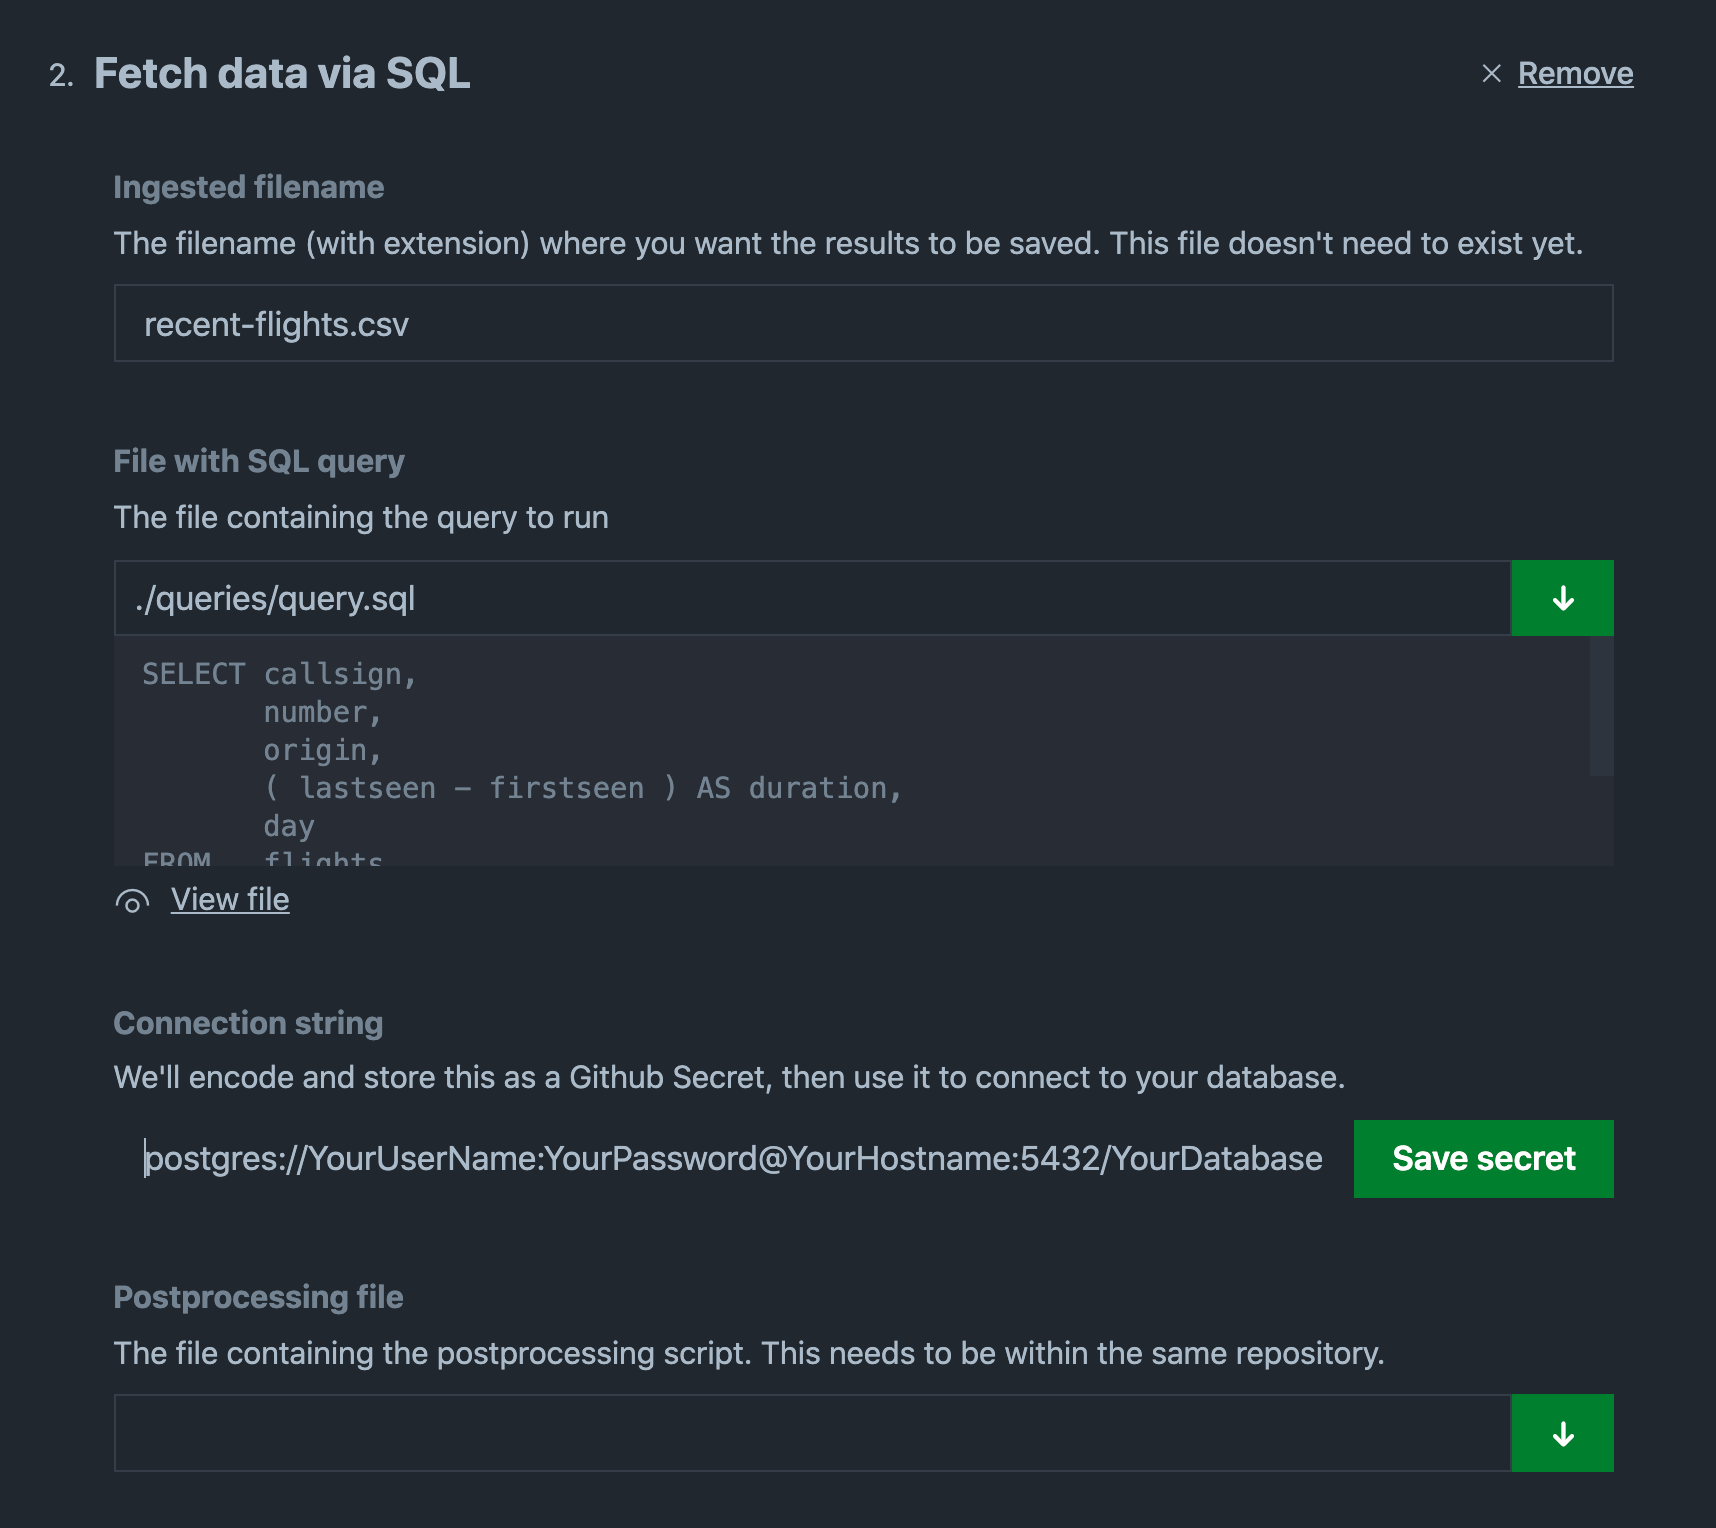 2. Fetch data via SQL
Remove
Ingested filename
The filename (with extension) where you want the results to be saved. This file doesn't need to exist yet.
recent-flights.csv
File with SQL query
The file containing the query to run
./queries/query.sql
SELECT callsign,
number,
origin,
( lastseen - firstseen ) AS duration,
day
FROM flights
View file
Connection string
We'll encode and store this as a Github Secret, then use it to connect to your database.
postgres://YourUserName:YourPassword@YourHostname:5432/YourDatabase
Save secret
Postprocessing file
The file containing the postprocessing script. This needs to be within the same repository.